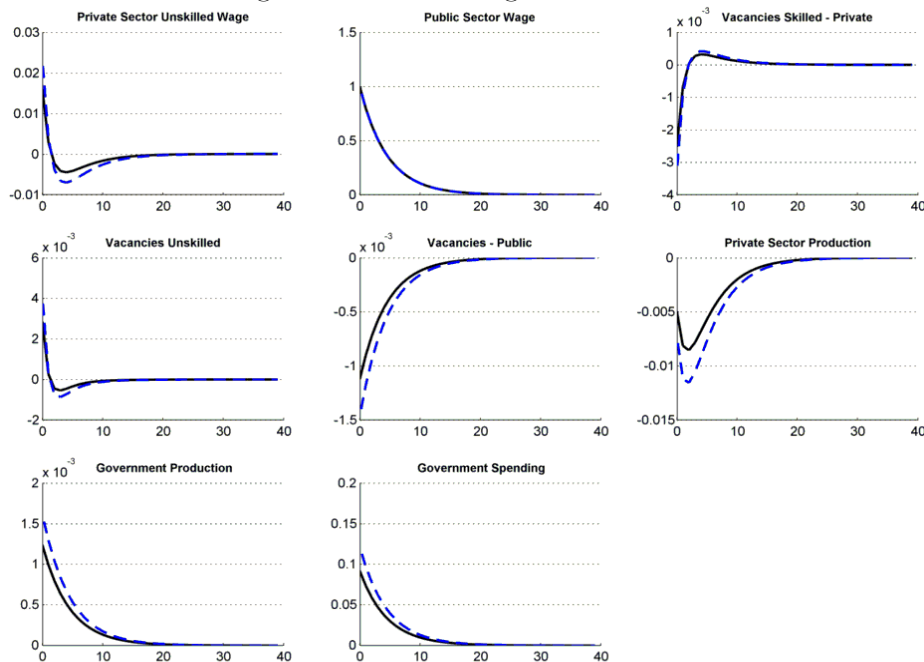 Private Sector Unskilled Wage
Public Sector Wage
Vacancies Skilled - Private
0.03
0.02
0.01
0
-0.01
0 10 20 30 40
1.5
1
0.5
0
0 10 20 30 40
x 10^-3
1
0
-1
-2
-3
-4
0 10 20 30 40
Vacancies Unskilled
Vacancies - Public
Private Sector Production
x 10^-3
6
4
2
0
-2
0 10 20 30 40
x 10^-3
0
-0.5
-1
-1.5
0 10 20 30 40
0
-0.005
-0.01
-0.015
0 10 20 30 40
Government Production
Government Spending
x 10^-3
2
1.5
1
0.5
0
0 10 20 30 40
0.2
0.15
0.1
0.05
0
0 10 20 30 40